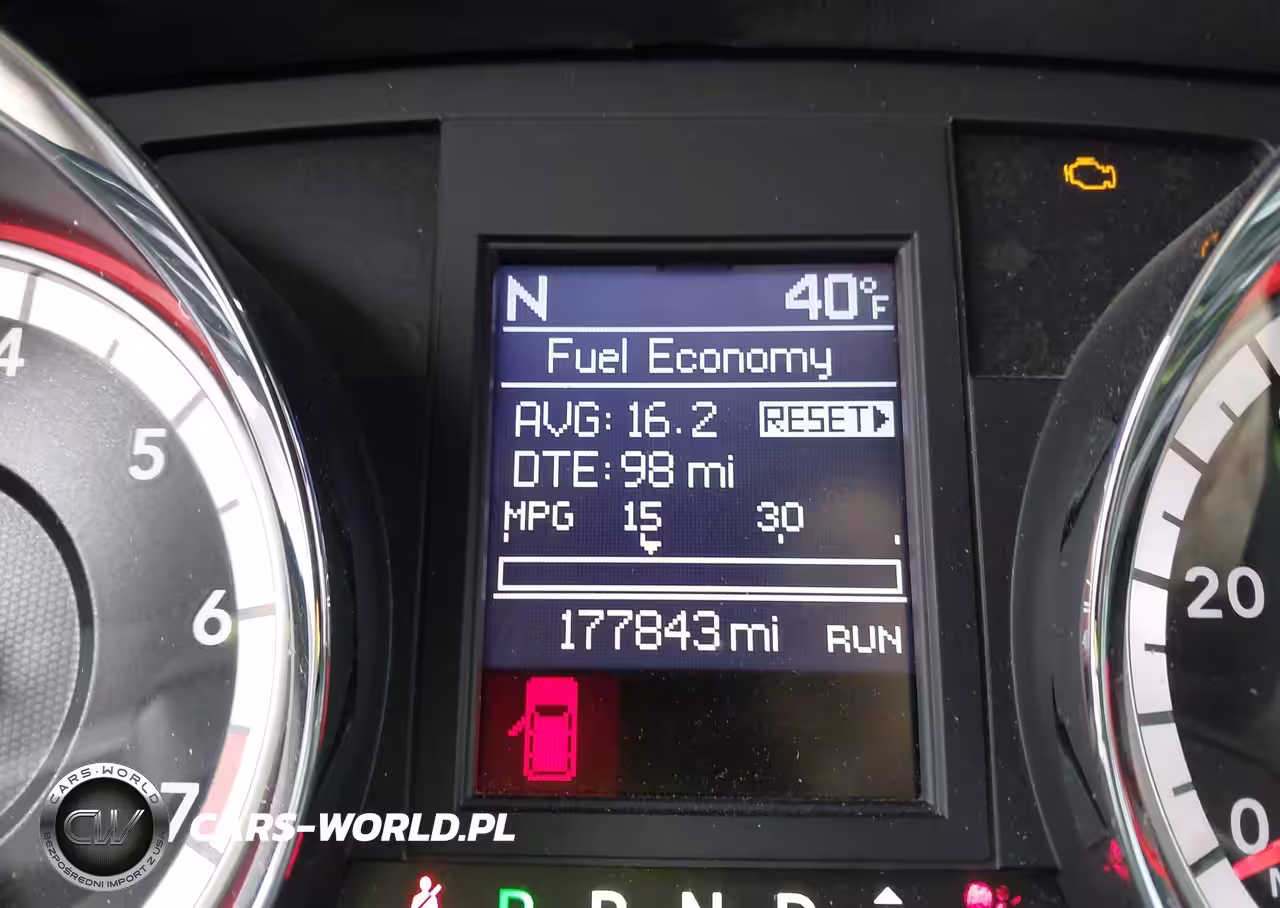 N 40°F
Fuel Economy
AVG: 16.2 RESET
DTE: 98 mi
MPG 15 30
177843 mi RUN
4
5
6
7
20
0
CARS-WORLD
CW
BEZPOŚREDNI IMPORT Z USA
CARS-WORLD.PL
P R N D